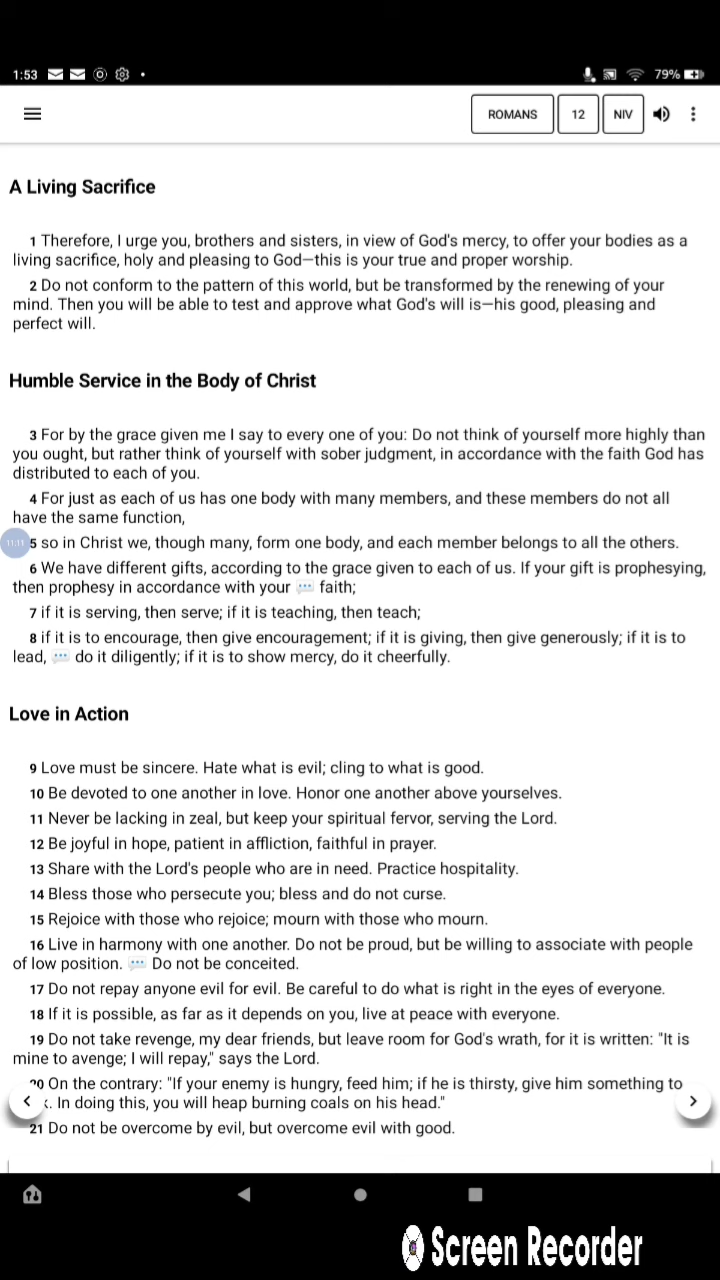 1:53
79%
ROMANS 12 NIV
A Living Sacrifice
1 Therefore, I urge you, brothers and sisters, in view of God's mercy, to offer your bodies as a
living sacrifice, holy and pleasing to God—this is your true and proper worship.
2 Do not conform to the pattern of this world, but be transformed by the renewing of your
mind. Then you will be able to test and approve what God's will is—his good, pleasing and
perfect will.
Humble Service in the Body of Christ
3 For by the grace given me I say to every one of you: Do not think of yourself more highly than
you ought, but rather think of yourself with sober judgment, in accordance with the faith God has
distributed to each of you.
4 For just as each of us has one body with many members, and these members do not all
have the same function,
11:11
5 so in Christ we, though many, form one body, and each member belongs to all the others.
6 We have different gifts, according to the grace given to each of us. If your gift is prophesying,
then prophesy in accordance with your faith;
7 if it is serving, then serve; if it is teaching, then teach;
8 if it is to encourage, then give encouragement; if it is giving, then give generously; if it is to
lead, do it diligently; if it is to show mercy, do it cheerfully.
Love in Action
9 Love must be sincere. Hate what is evil; cling to what is good.
10 Be devoted to one another in love. Honor one another above yourselves.
11 Never be lacking in zeal, but keep your spiritual fervor, serving the Lord.
12 Be joyful in hope, patient in affliction, faithful in prayer.
13 Share with the Lord's people who are in need. Practice hospitality.
14 Bless those who persecute you; bless and do not curse.
15 Rejoice with those who rejoice; mourn with those who mourn.
16 Live in harmony with one another. Do not be proud, but be willing to associate with people
of low position. Do not be conceited.
17 Do not repay anyone evil for evil. Be careful to do what is right in the eyes of everyone.
18 If it is possible, as far as it depends on you, live at peace with everyone.
19 Do not take revenge, my dear friends, but leave room for God's wrath, for it is written: "It is
mine to avenge; I will repay," says the Lord.
20 On the contrary: "If your enemy is hungry, feed him; if he is thirsty, give him something to
. In doing this, you will heap burning coals on his head."
21 Do not be overcome by evil, but overcome evil with good.
Screen Recorder